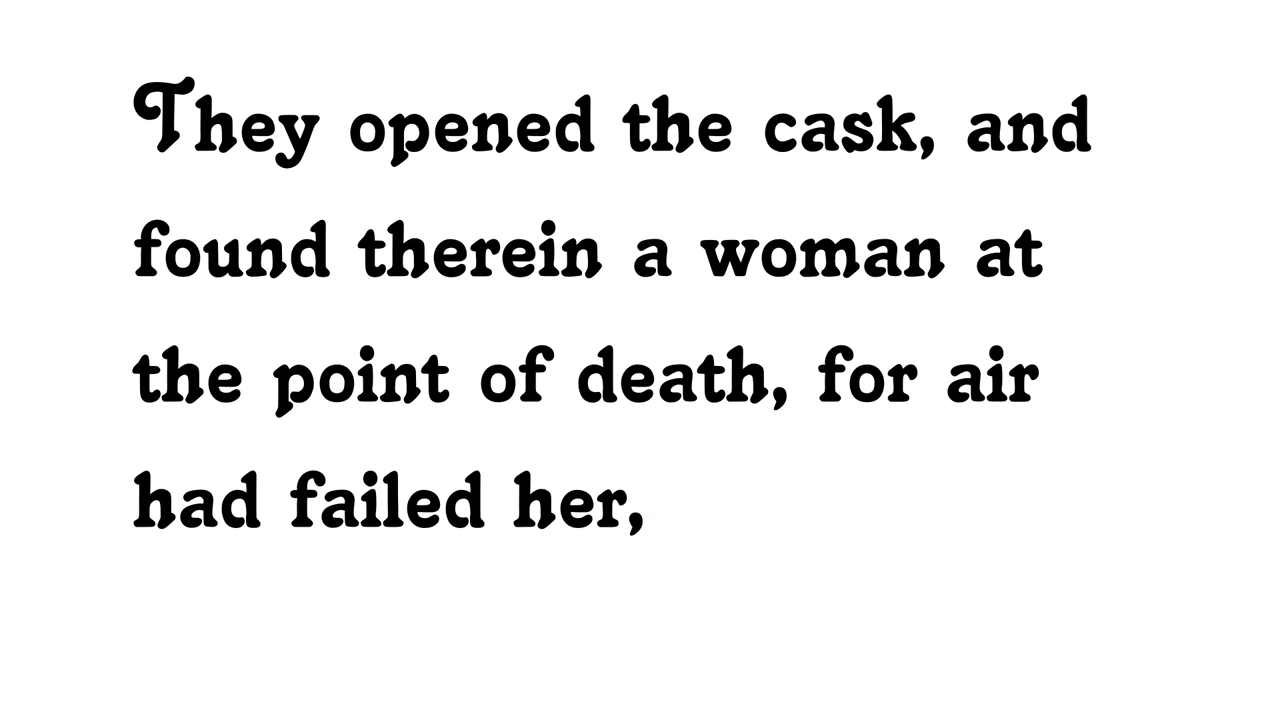 They opened the cask, and
found therein a woman at
the point of death, for air
had failed her,